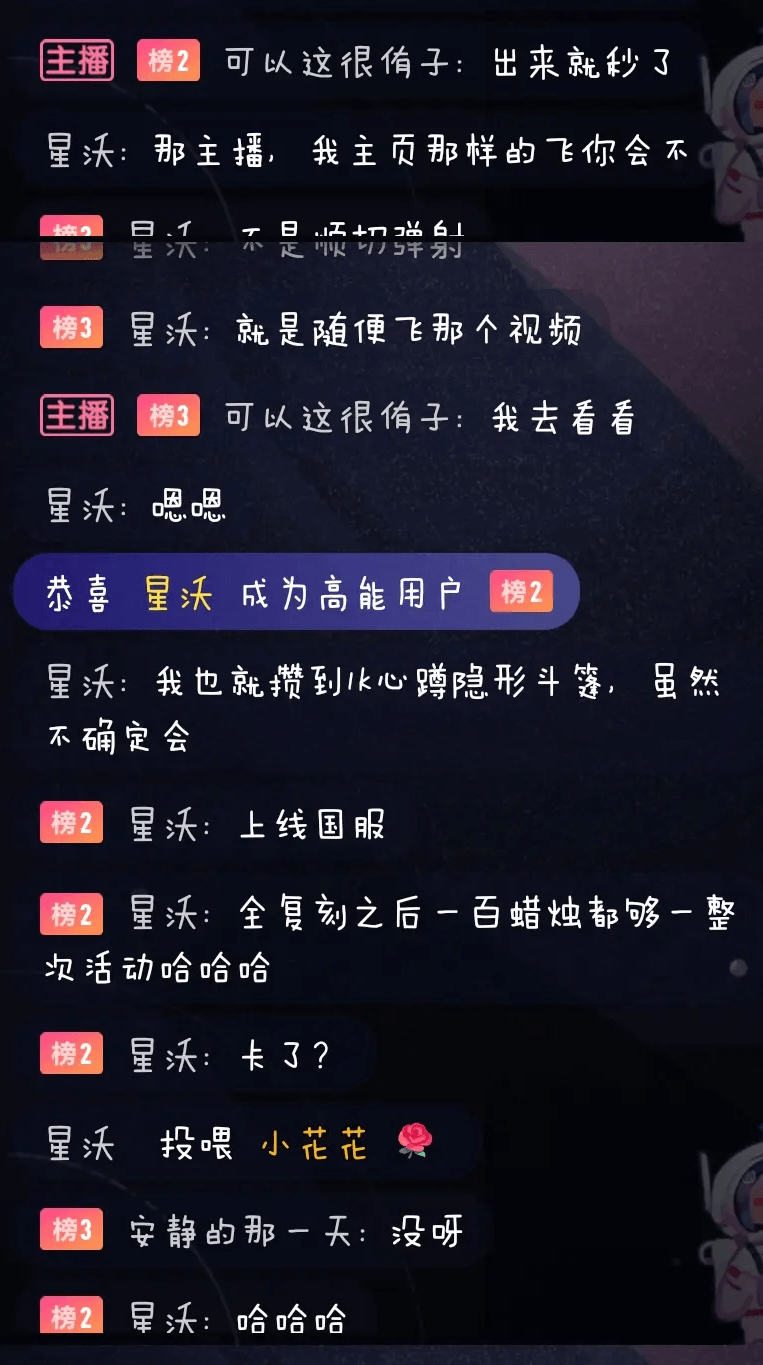 主播 榜2 可以这很侑子：出来就秒了
星沃：那主播，我主页那样的飞你会不
榜3 星沃：不是顺切弹射
榜3 星沃：就是随便飞那个视频
主播 榜3 可以这很侑子：我去看看
星沃：嗯嗯
恭喜 星沃 成为高能用户 榜2
星沃：我也就攒到1k心蹲隐形斗篷，虽然
不确定会
榜2 星沃：上线国服
榜2 星沃：全复刻之后一百蜡烛都够一整
次活动哈哈哈
榜2 星沃：卡了？
星沃 投喂 小花花
榜3 安静的那一天：没呀
榜2 星沃：哈哈哈